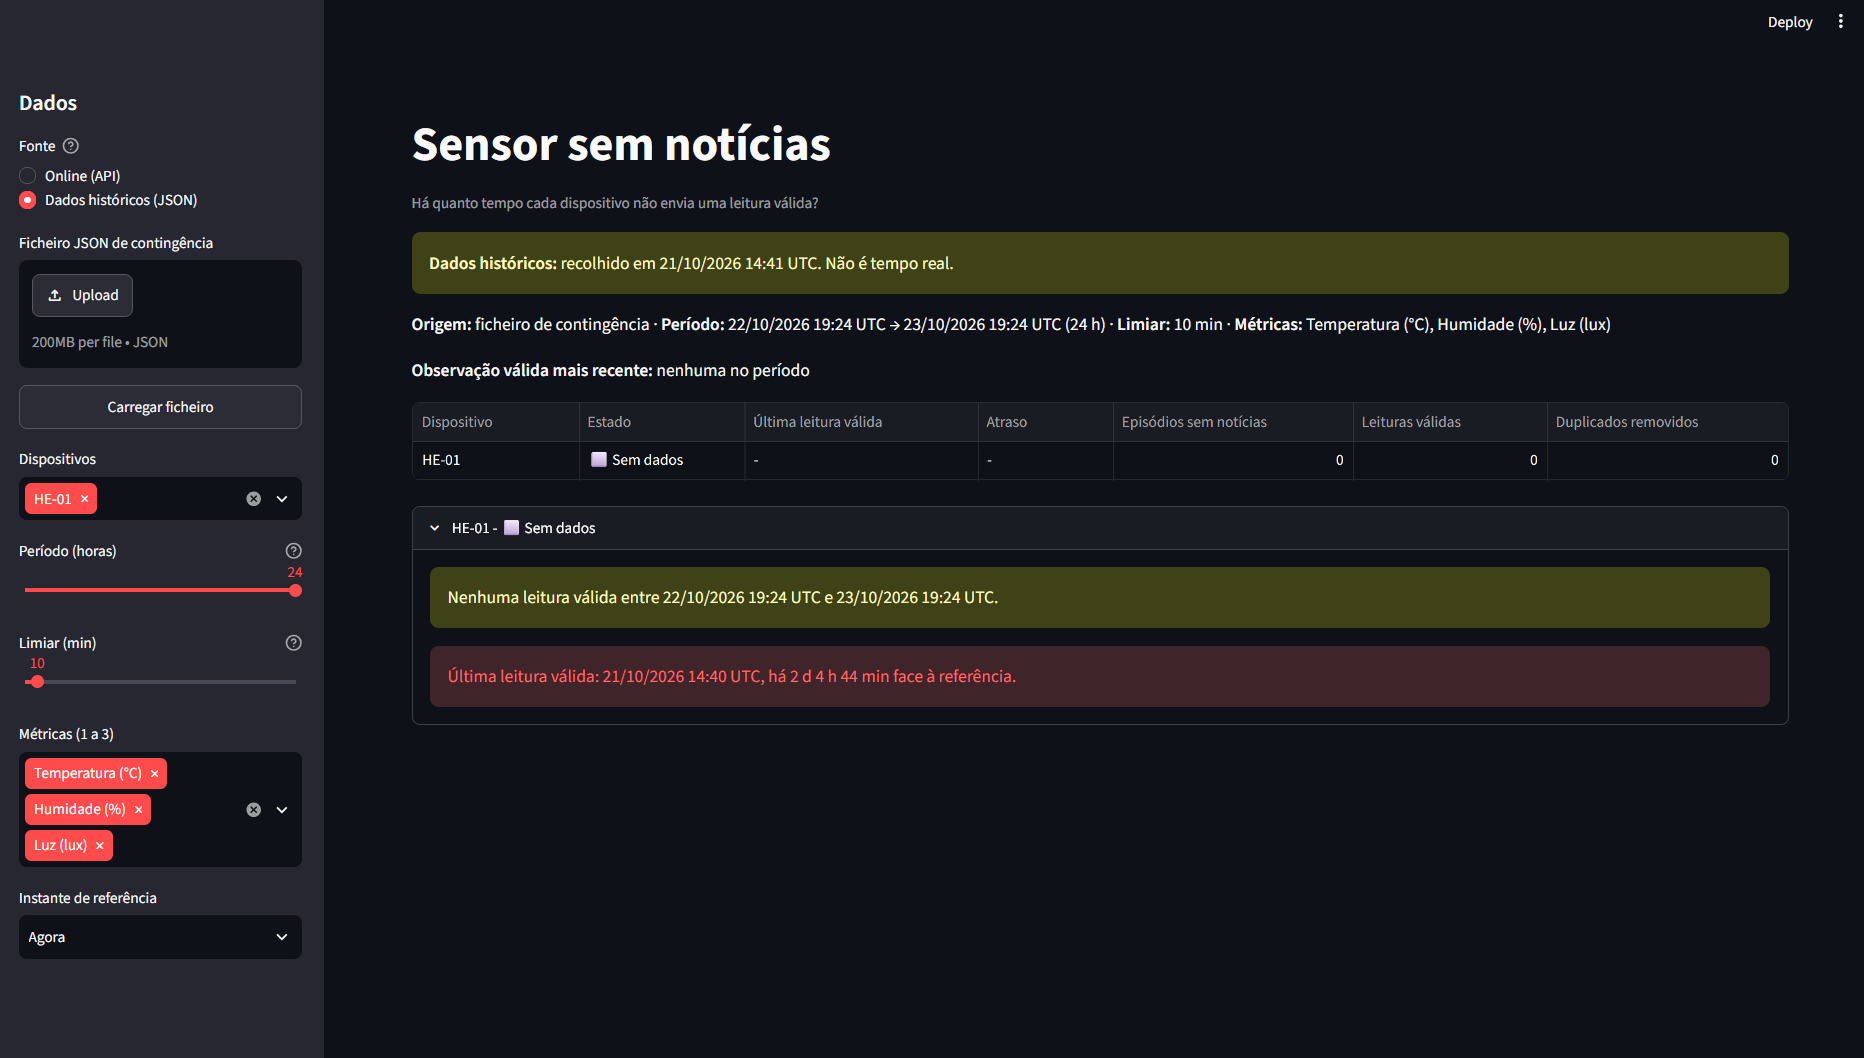 Deploy
Dados
Fonte
Online (API)
Dados históricos (JSON)
Ficheiro JSON de contingência
Upload
200MB per file • JSON
Carregar ficheiro
Dispositivos
HE-01
Período (horas)
24
Limiar (min)
10
Métricas (1 a 3)
Temperatura (°C)
Humidade (%)
Luz (lux)
Instante de referência
Agora
Sensor sem notícias
Há quanto tempo cada dispositivo não envia uma leitura válida?
Dados históricos: recolhido em 21/10/2026 14:41 UTC. Não é tempo real.
Origem: ficheiro de contingência · Período: 22/10/2026 19:24 UTC → 23/10/2026 19:24 UTC (24 h) · Limiar: 10 min · Métricas: Temperatura (°C), Humidade (%), Luz (lux)
Observação válida mais recente: nenhuma no período
Dispositivo Estado Última leitura válida Atraso Episódios sem notícias Leituras válidas Duplicados removidos
HE-01 Sem dados - - 0 0 0
HE-01 - Sem dados
Nenhuma leitura válida entre 22/10/2026 19:24 UTC e 23/10/2026 19:24 UTC.
Última leitura válida: 21/10/2026 14:40 UTC, há 2 d 4 h 44 min face à referência.